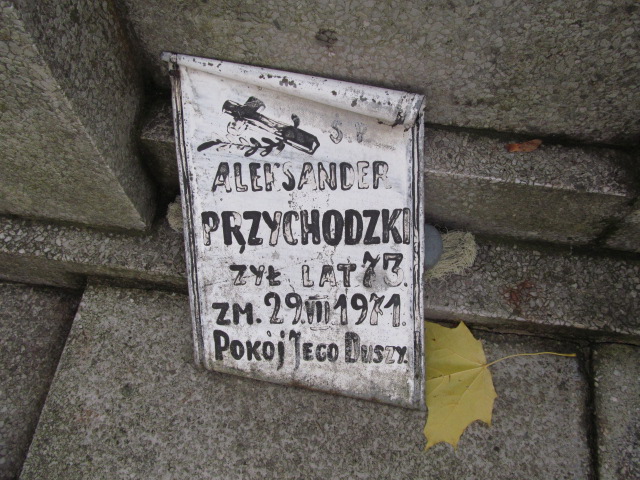 Ś. P.
ALEKSANDER
PRZYCHODZKI
ŻYŁ LAT 73.
ZM. 29.VII 1971.
POKÓJ JEGO DUSZY.